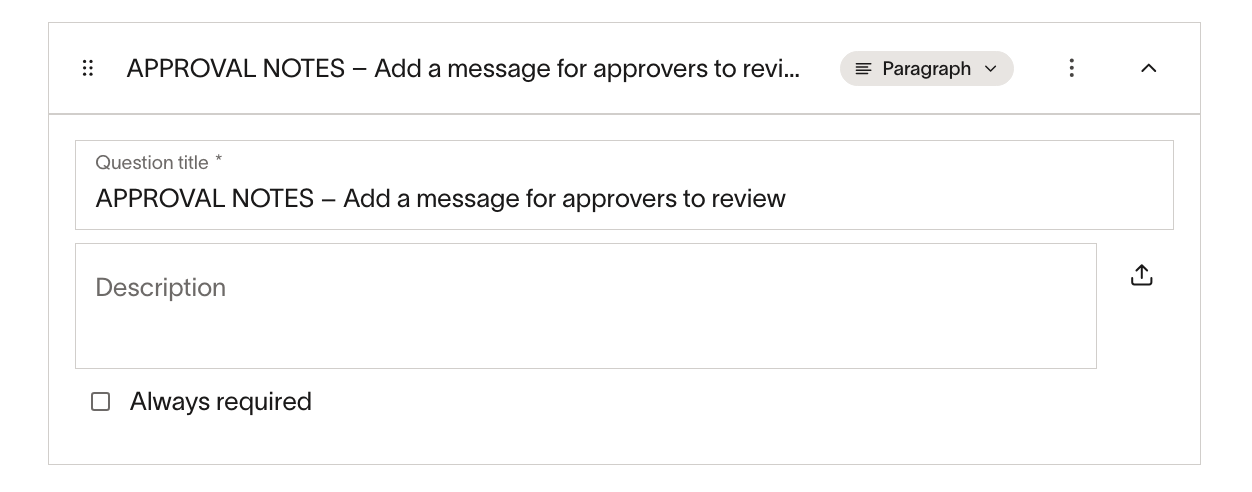 APPROVAL NOTES – Add a message for approvers to revi...
Paragraph
Question title *
APPROVAL NOTES – Add a message for approvers to review
Description
Always required